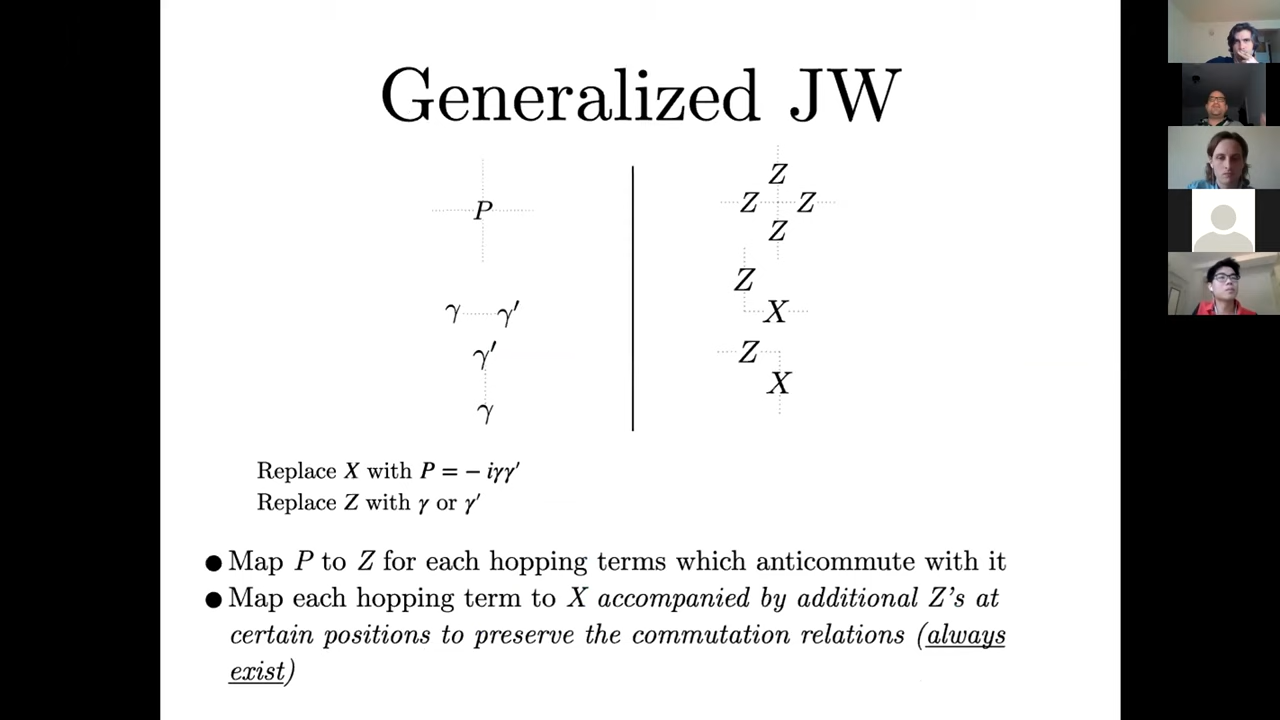 Generalized JW
P
γ γ′
γ′
γ
Z
Z Z
Z
Z
X
Z
X
Replace X with P = − iγγ′
Replace Z with γ or γ′
● Map P to Z for each hopping terms which anticommute with it
● Map each hopping term to X accompanied by additional Z's at
certain positions to preserve the commutation relations (always
exist)